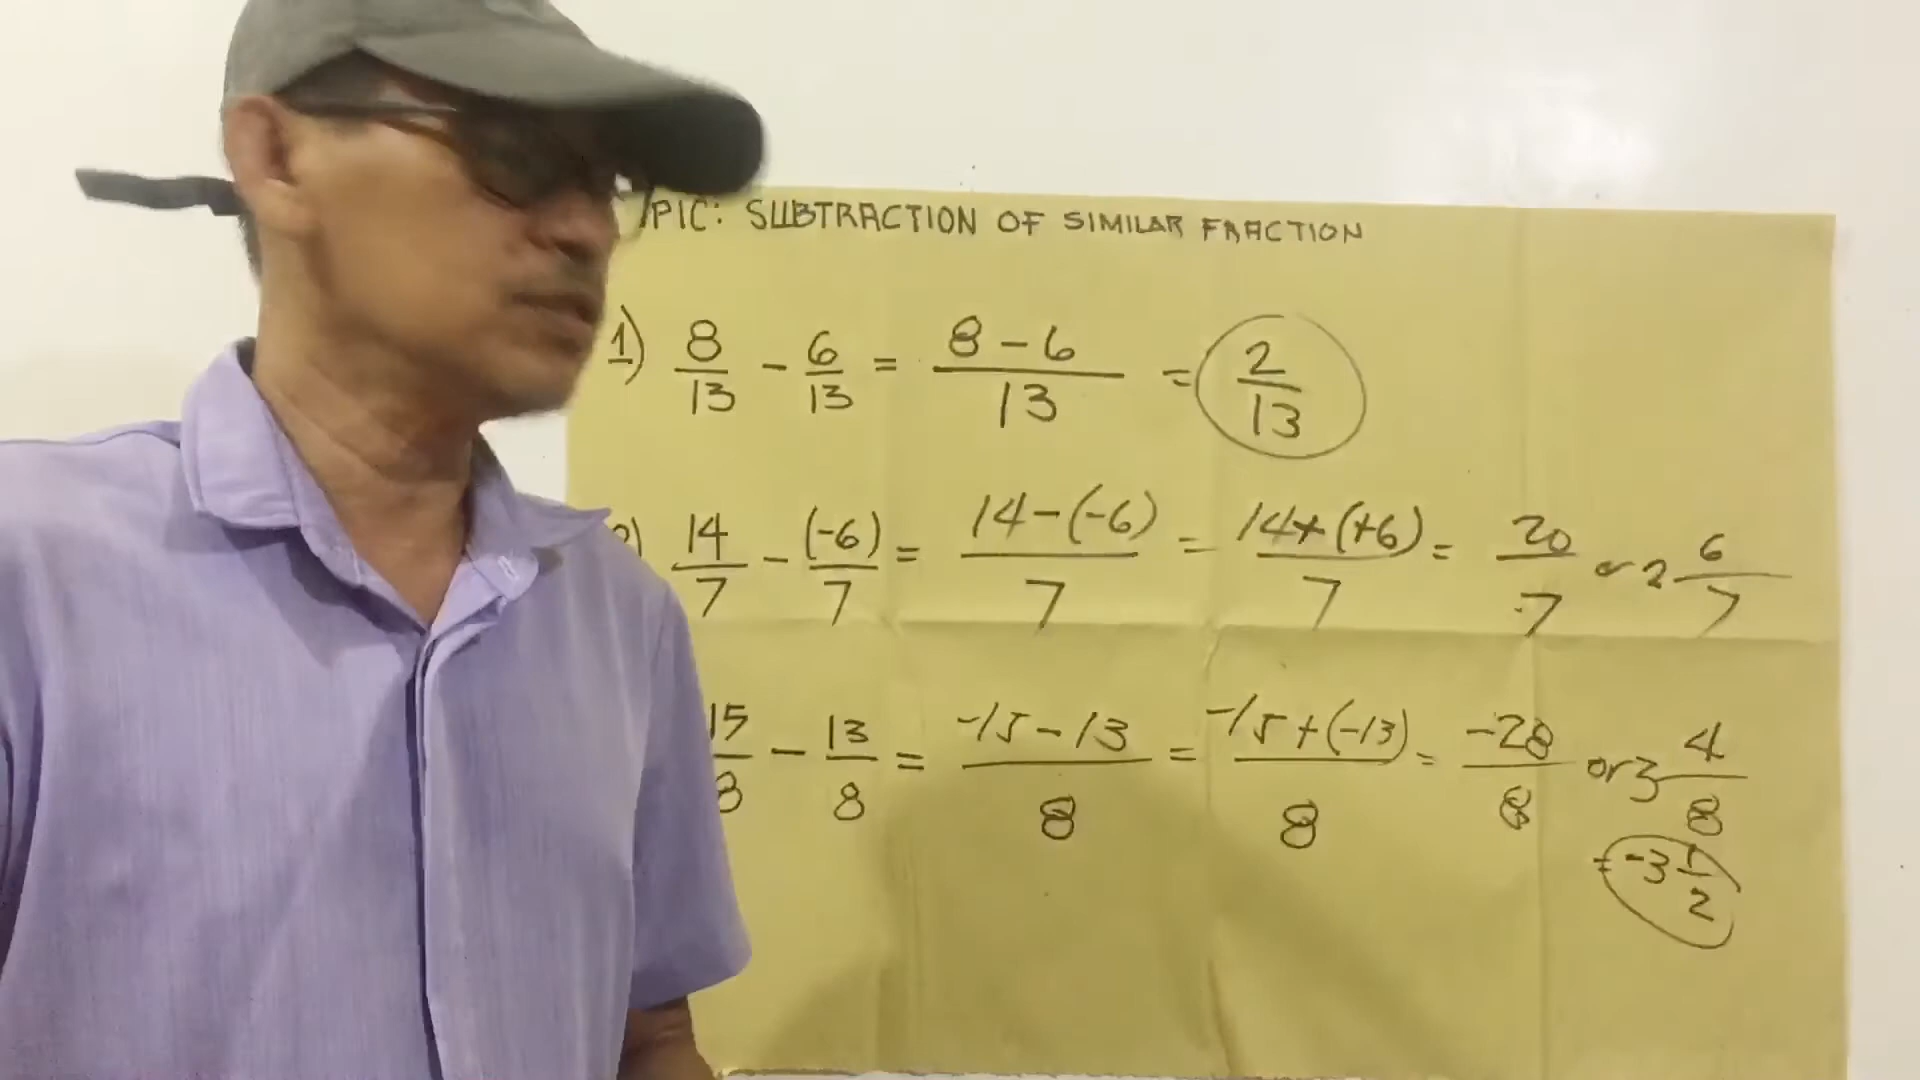 PIC: SUBTRACTION OF SIMILAR FRACTION
1) 8/13 - 6/13 = 8-6/13 = 2/13
14/7 - (-6)/7 = 14-(-6)/7 = 14+(+6)/7 = 20/7 or 2 6/7
15/8 - 13/8 = -15-13/8 = -15+(-13)/8 = -28/8 or 3 4/8
= -3 1/2